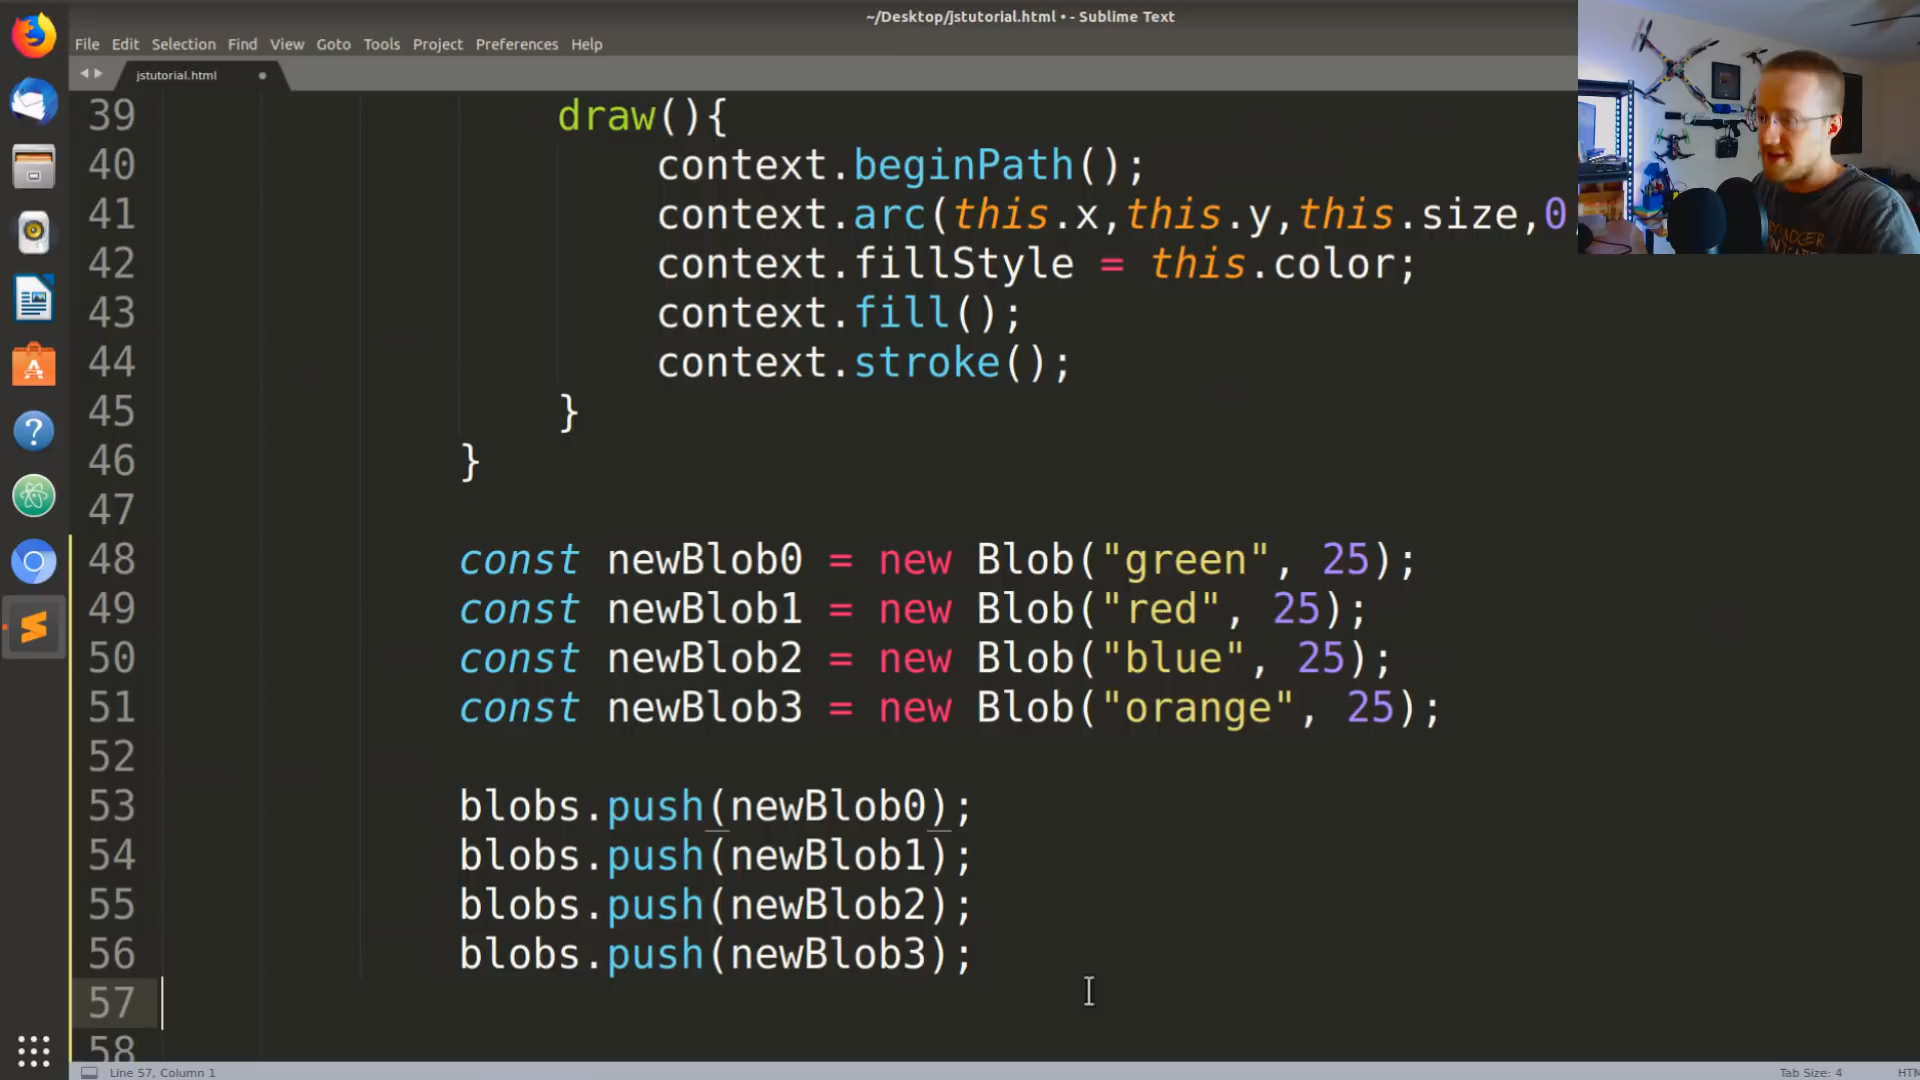 ~/Desktop/jstutorial.html • - Sublime Text
File Edit Selection Find View Goto Tools Project Preferences Help
jstutorial.html
39 draw(){
40 context.beginPath();
41 context.arc(this.x,this.y,this.size,0
42 context.fillStyle = this.color;
43 context.fill();
44 context.stroke();
45 }
46 }
47
48 const newBlob0 = new Blob("green", 25);
49 const newBlob1 = new Blob("red", 25);
50 const newBlob2 = new Blob("blue", 25);
51 const newBlob3 = new Blob("orange", 25);
52
53 blobs.push(newBlob0);
54 blobs.push(newBlob1);
55 blobs.push(newBlob2);
56 blobs.push(newBlob3);
57
58
Line 57, Column 1 Tab Size: 4 HTM